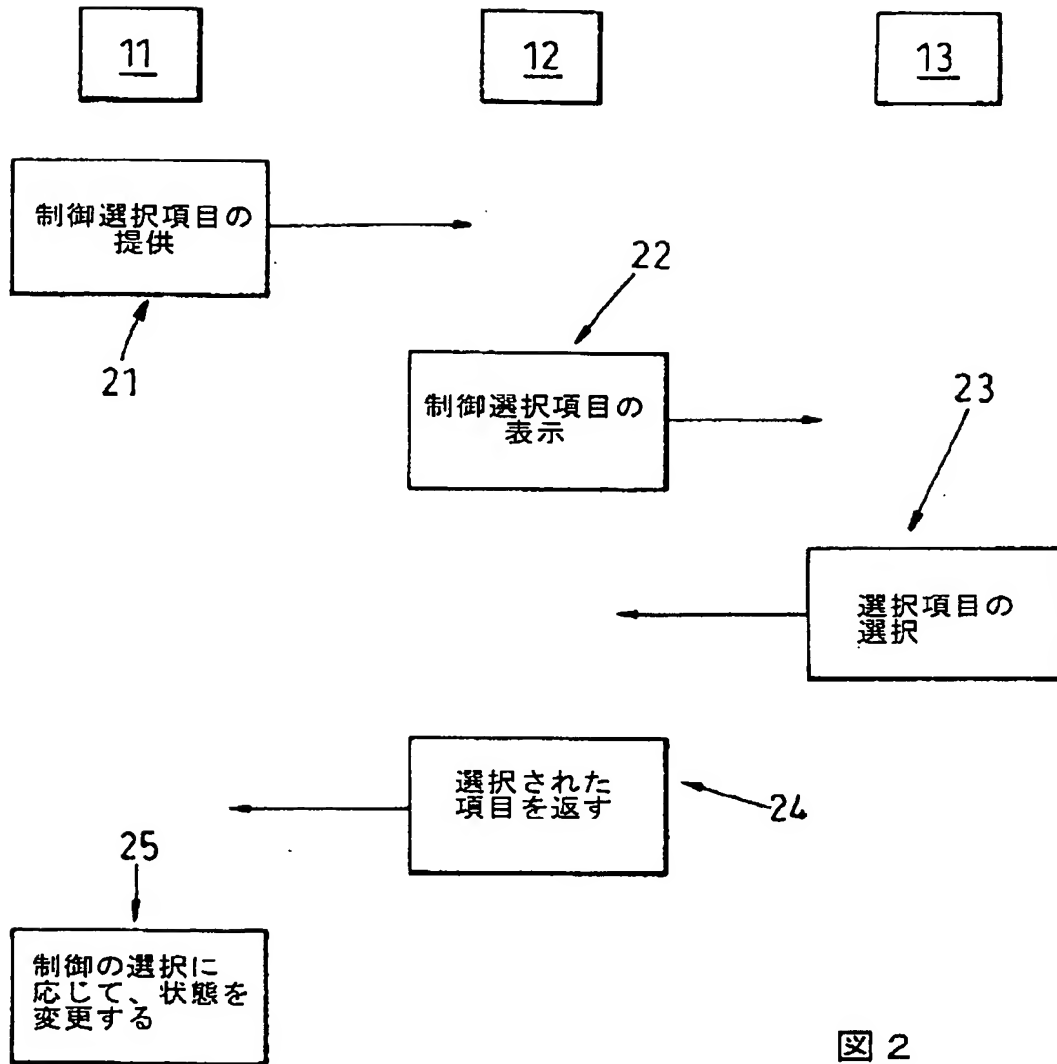 11
12
13
制御選択項目の
提供
21
22
制御選択項目の
表示
23
選択項目の
選択
選択された
項目を返す
24
25
制御の選択に
応じて、状態を
変更する
図 2